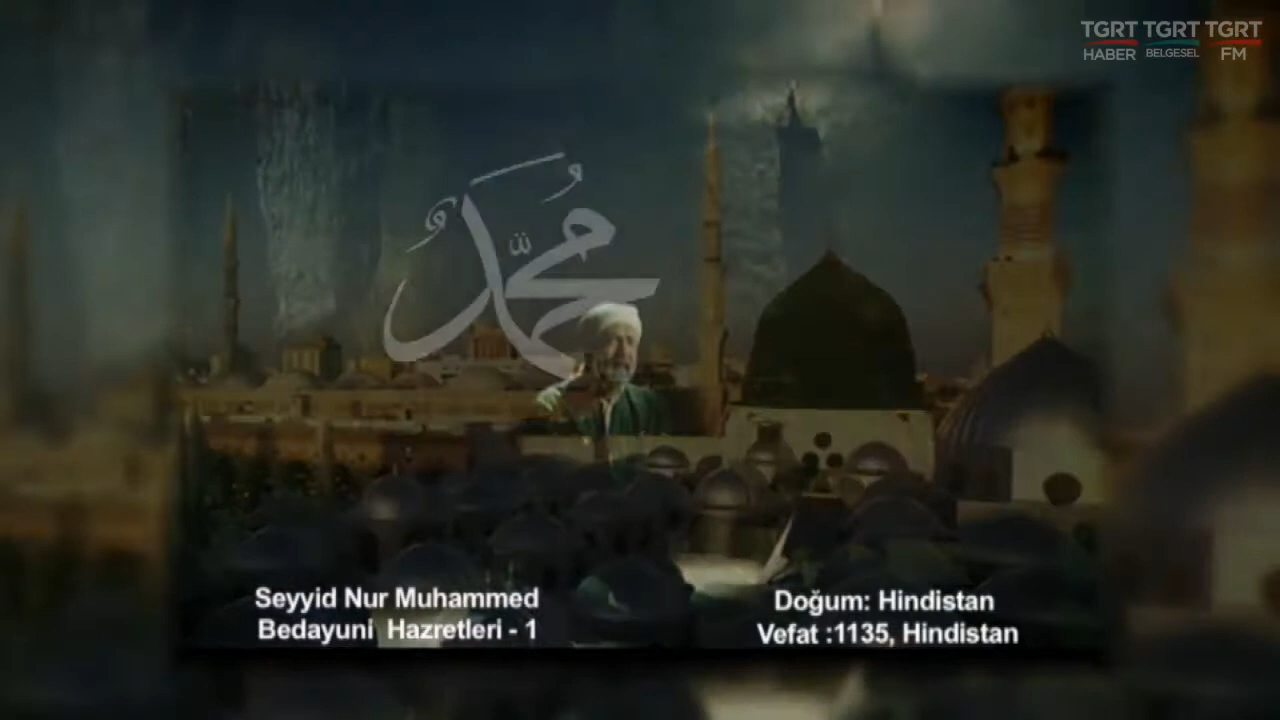 TGRT TGRT TGRT
HABER BELGESEL FM
محمد
Seyyid Nur Muhammed
Bedayuni Hazretleri - 1
Doğum: Hindistan
Vefat :1135, Hindistan